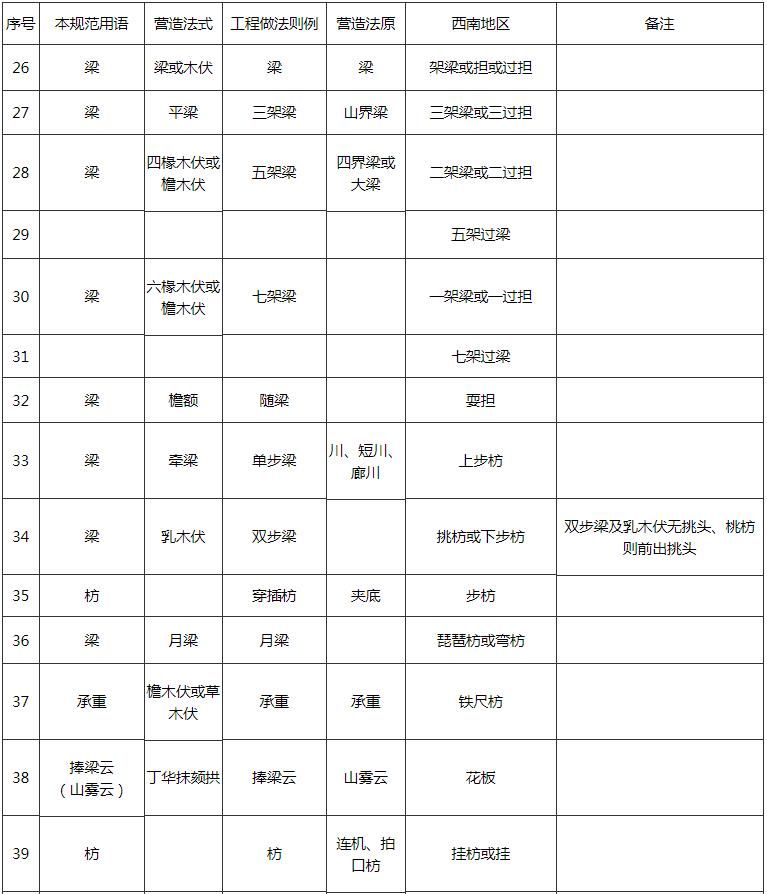 序号 本规范用语 营造法式 工程做法则例 营造法原 西南地区 备注
26 梁 梁或木伏 梁 梁 架梁或担或过担
27 梁 平梁 三架梁 山界梁 三架梁或三过担
28 梁 四椽木伏或檐木伏 五架梁 四界梁或大梁 二架梁或二过担
29 五架过梁
30 梁 六椽木伏或檐木伏 七架梁 一架梁或一过担
31 七架过梁
32 梁 檐额 随梁 耍担
33 梁 牵梁 单步梁 川、短川、廊川 上步枋
34 梁 乳木伏 双步梁 挑枋或下步枋 双步梁及乳木伏无挑头、桃枋则前出挑头
35 枋 穿插枋 夹底 步枋
36 梁 月梁 月梁 琵琶枋或弯枋
37 承重 檐木伏或草木伏 承重 承重 铁尺枋
38 捧梁云（山雾云） 丁华抹颏拱 捧梁云 山雾云 花板
39 枋 枋 连机、拍口枋 挂枋或挂